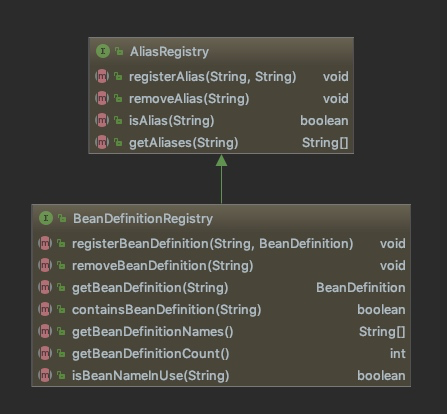 AliasRegistry
registerAlias(String, String) void
removeAlias(String) void
isAlias(String) boolean
getAliases(String) String[]
BeanDefinitionRegistry
registerBeanDefinition(String, BeanDefinition) void
removeBeanDefinition(String) void
getBeanDefinition(String) BeanDefinition
containsBeanDefinition(String) boolean
getBeanDefinitionNames() String[]
getBeanDefinitionCount() int
isBeanNameInUse(String) boolean